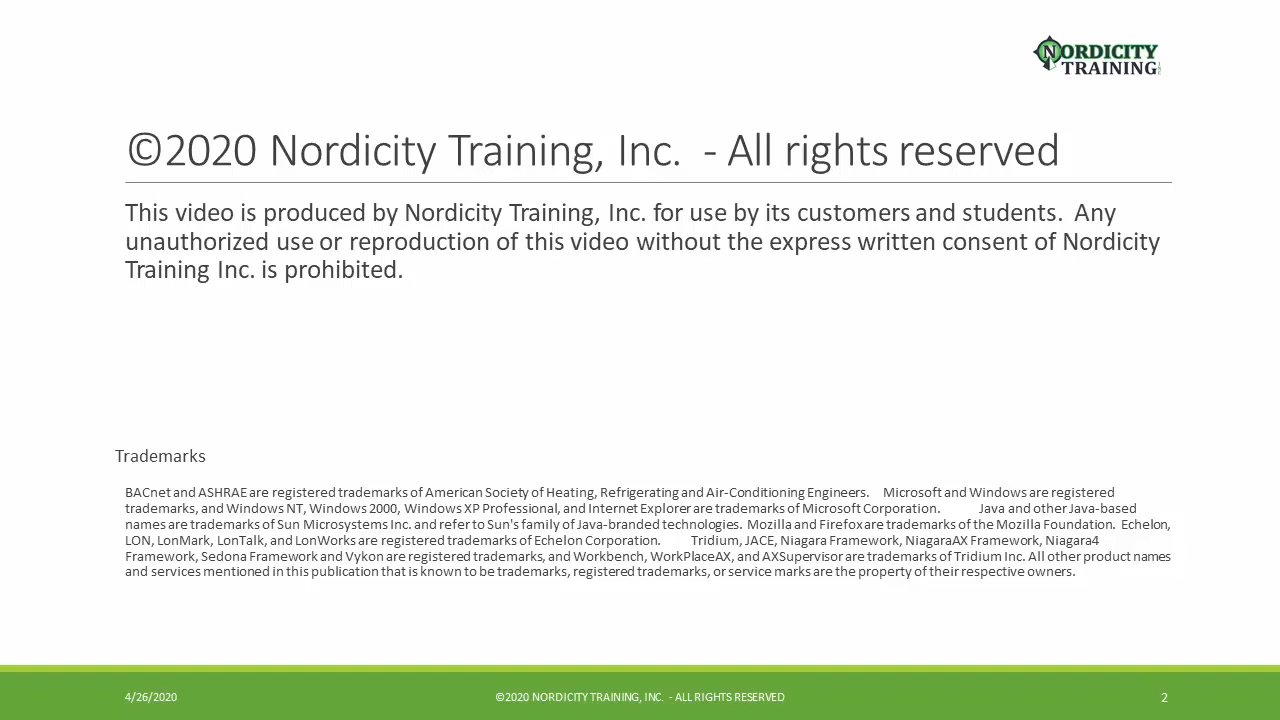 NORDICITY
TRAINING
©2020 Nordicity Training, Inc.  - All rights reserved
This video is produced by Nordicity Training, Inc. for use by its customers and students.  Any
unauthorized use or reproduction of this video without the express written consent of Nordicity
Training Inc. is prohibited.
Trademarks
BACnet and ASHRAE are registered trademarks of American Society of Heating, Refrigerating and Air-Conditioning Engineers.    Microsoft and Windows are registered
trademarks, and Windows NT, Windows 2000, Windows XP Professional, and Internet Explorer are trademarks of Microsoft Corporation.          Java and other Java-based
names are trademarks of Sun Microsystems Inc. and refer to Sun's family of Java-branded technologies.  Mozilla and Firefox are trademarks of the Mozilla Foundation.  Echelon,
LON, LonMark, LonTalk, and LonWorks are registered trademarks of Echelon Corporation.        Tridium, JACE, Niagara Framework, NiagaraAX Framework, Niagara4
Framework, Sedona Framework and Vykon are registered trademarks, and Workbench, WorkPlaceAX, and AXSupervisor are trademarks of Tridium Inc. All other product names
and services mentioned in this publication that is known to be trademarks, registered trademarks, or service marks are the property of their respective owners.
4/26/2020
©2020 NORDICITY TRAINING, INC.  - ALL RIGHTS RESERVED
2